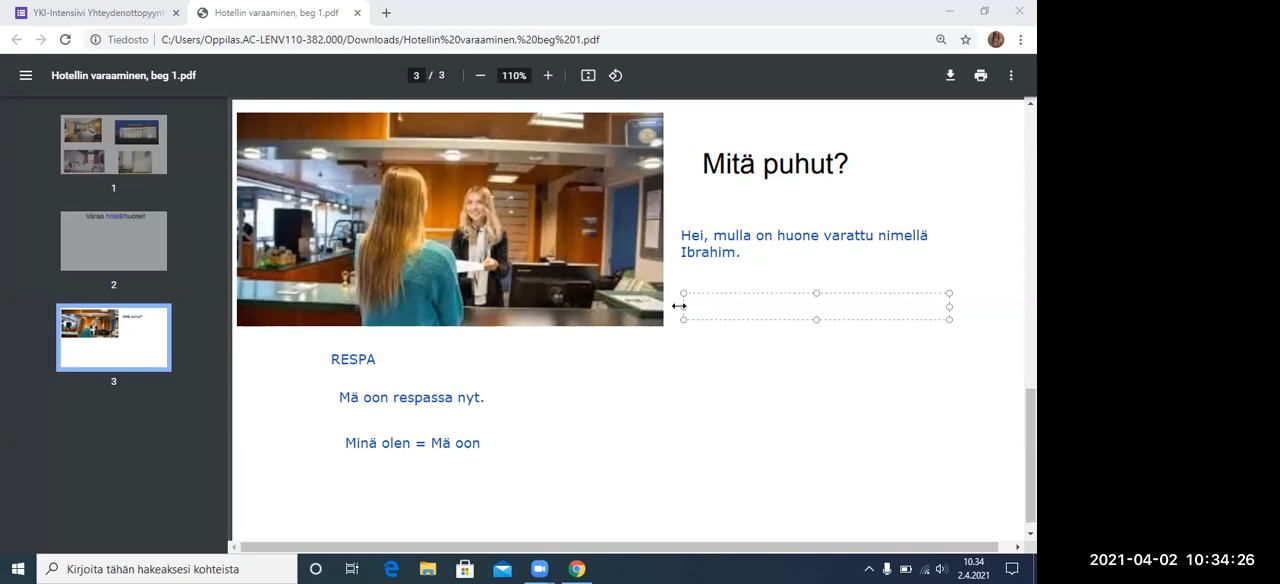 YKI-Intensiivi Yhteydenottopyynt
Hotellin varaaminen, beg 1.pdf
Tiedosto
C:/Users/Oppilas.AC-LENV110-382.000/Downloads/Hotellin%20varaaminen,%20beg%201.pdf
Hotellin varaaminen, beg 1.pdf
3 / 3
110%
1
Varaa hotellihuone!
2
Mitä puhut?
3
Mitä puhut?
Hei, mulla on huone varattu nimellä
Ibrahim.
RESPA
Mä oon respassa nyt.
Minä olen = Mä oon
Kirjoita tähän hakeaksesi kohteista
10.34
2.4.2021
2021-04-02 10:34:26